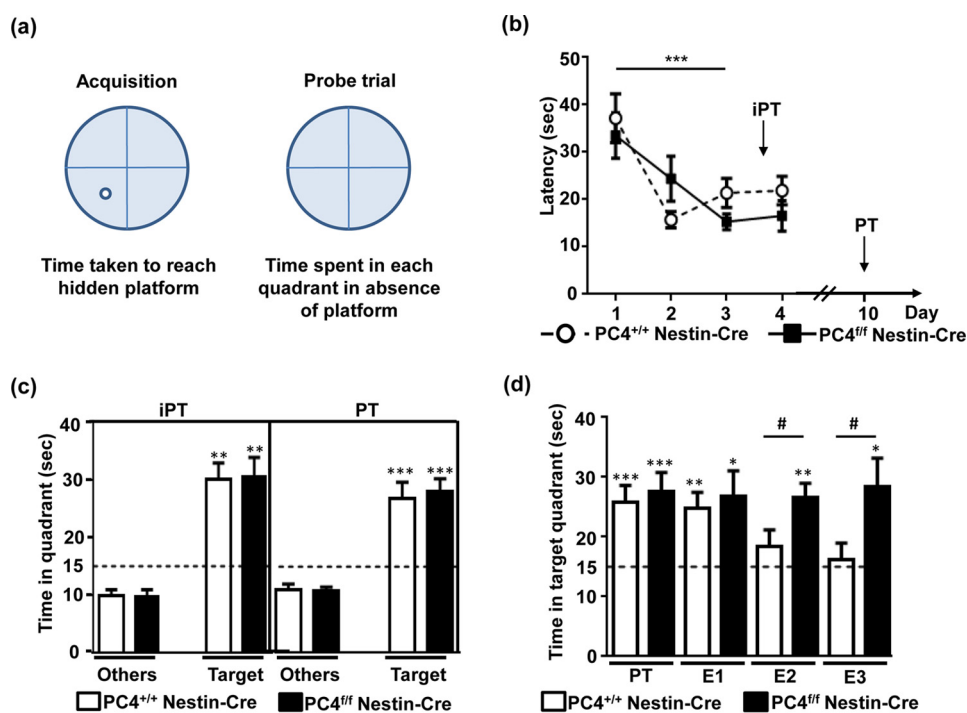 (a)
Acquisition
Probe trial
Time taken to reach
hidden platform
Time spent in each
quadrant in absence
of platform
(b)
Latency (sec)
40
30
20
10
0
***
iPT
PT
1 2 3 4 10 Day
PC4+/+ Nestin-Cre PC4f/f Nestin-Cre
(c)
iPT PT
Time in quadrant (sec)
40
30
20
15
10
0
** **
*** ***
Others Target Others Target
PC4+/+ Nestin-Cre PC4f/f Nestin-Cre
(d)
Time in target quadrant (sec)
40
30
20
15
10
0
# #
*** *** ** * ** *
PT E1 E2 E3
PC4+/+ Nestin-Cre PC4f/f Nestin-Cre